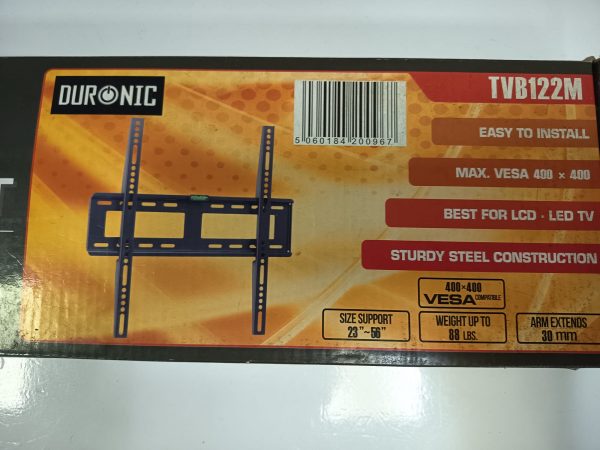 DURONIC
5 060184 200967
TVB122M
EASY TO INSTALL
MAX. VESA 400 × 400
BEST FOR LCD - LED TV
STURDY STEEL CONSTRUCTION
400×400
VESA COMPATIBLE
SIZE SUPPORT
23"~56"
WEIGHT UP TO
88 LBS.
ARM EXTENDS
30 mm